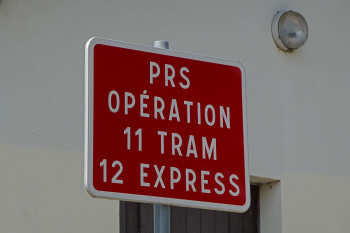 PRS
OPÉRATION
11 TRAM
12 EXPRESS